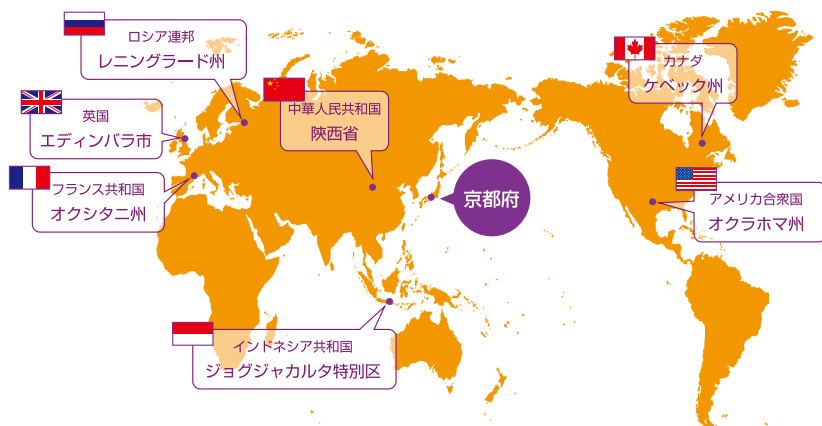 ロシア連邦
レニングラード州
カナダ
ケベック州
英国
エディンバラ市
中華人民共和国
陝西省
フランス共和国
オクシタニ州
京都府
アメリカ合衆国
オクラホマ州
インドネシア共和国
ジョグジャカルタ特別区